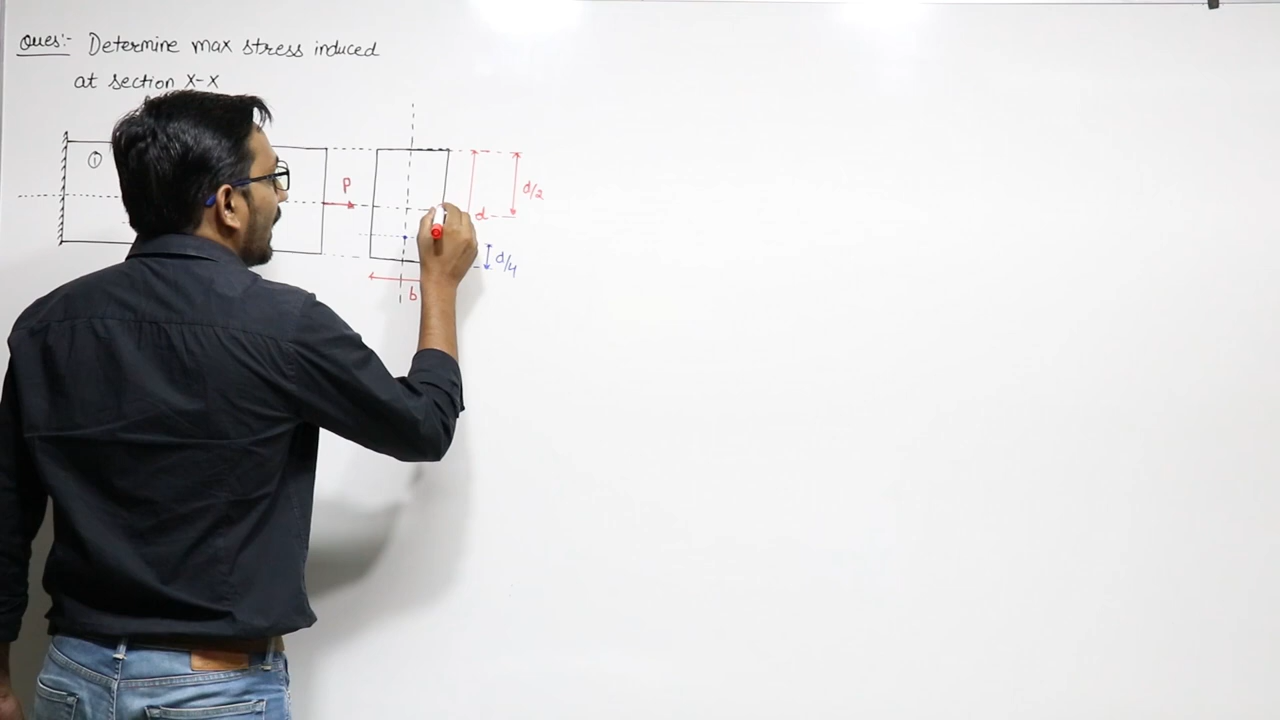 Ques:- Determine max stress induced
at section X-X
①
P
d
d/2
d/4
b